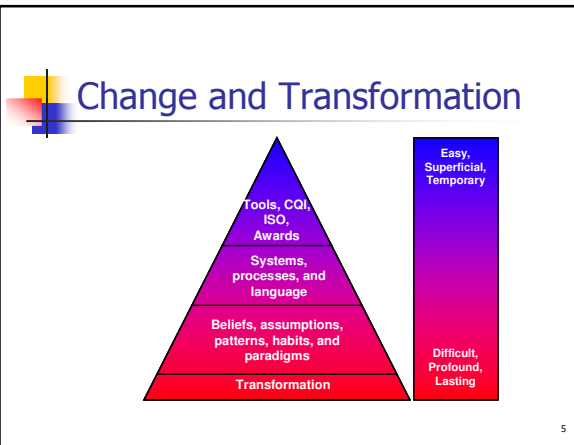 Change and Transformation
Tools, CQI,
ISO,
Awards
Systems,
processes, and
language
Beliefs, assumptions,
patterns, habits, and
paradigms
Transformation
Easy,
Superficial,
Temporary
Difficult,
Profound,
Lasting
5